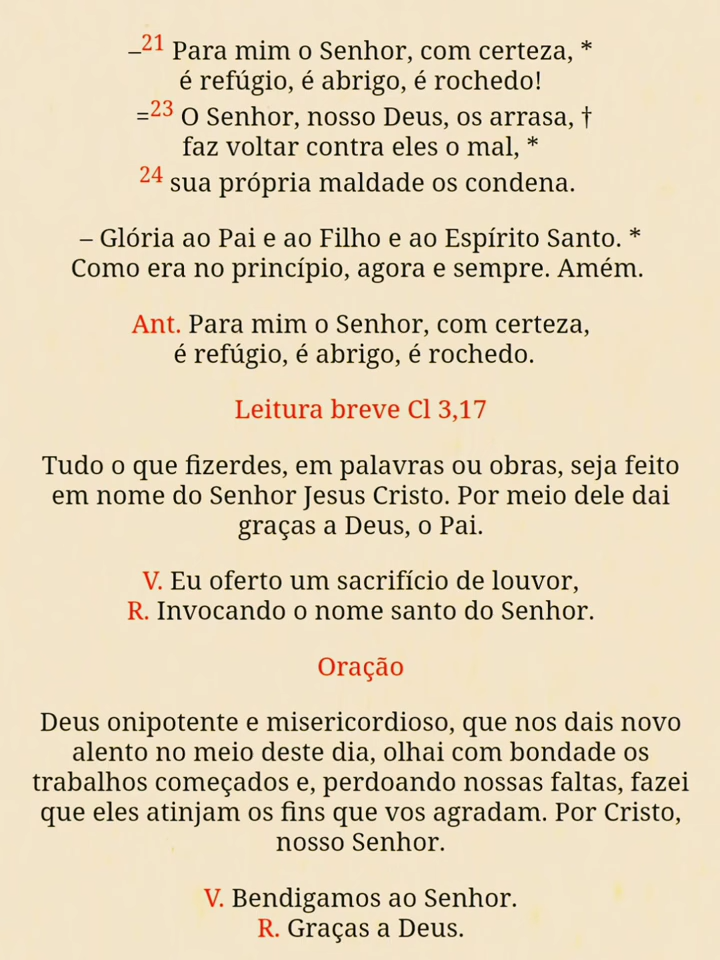 –21 Para mim o Senhor, com certeza, *
é refúgio, é abrigo, é rochedo!
=23 O Senhor, nosso Deus, os arrasa, †
faz voltar contra eles o mal, *
24 sua própria maldade os condena.
– Glória ao Pai e ao Filho e ao Espírito Santo. *
Como era no princípio, agora e sempre. Amém.
Ant. Para mim o Senhor, com certeza,
é refúgio, é abrigo, é rochedo.
Leitura breve Cl 3,17
Tudo o que fizerdes, em palavras ou obras, seja feito
em nome do Senhor Jesus Cristo. Por meio dele dai
graças a Deus, o Pai.
V. Eu oferto um sacrifício de louvor,
R. Invocando o nome santo do Senhor.
Oração
Deus onipotente e misericordioso, que nos dais novo
alento no meio deste dia, olhai com bondade os
trabalhos começados e, perdoando nossas faltas, fazei
que eles atinjam os fins que vos agradam. Por Cristo,
nosso Senhor.
V. Bendigamos ao Senhor.
R. Graças a Deus.